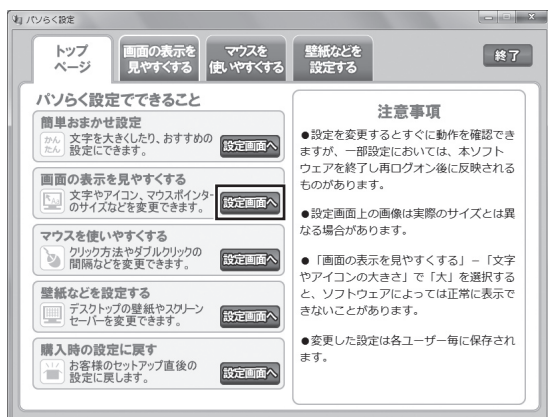 パソらく設定
トップ
ページ
画面の表示を
見やすくする
マウスを
使いやすくする
壁紙などを
設定する
終了
パソらく設定でできること
簡単おまかせ設定
かん
たん
文字を大きくしたり、おすすめの
設定にできます。
設定画面へ
画面の表示を見やすくする
文字やアイコン、マウスポインタ-
のサイズなどを変更できます。
設定画面へ
マウスを使いやすくする
クリック方法やダブルクリックの
間隔などを変更できます。
設定画面へ
壁紙などを設定する
デスクトップの壁紙やスクリーン
セーバーを変更できます。
設定画面へ
購入時の設定に戻す
お客様のセットアップ直後の
設定に戻します。
設定画面へ
注意事項
●設定を変更するとすぐに動作を確認でき
ますが、一部設定においては、本ソフト
ウェアを終了し再ログオン後に反映される
ものがあります。
●設定画面上の画像は実際のサイズとは異
なる場合があります。
●「画面の表示を見やすくする」－「文字
やアイコンの大きさ」で「大」を選択する
と、ソフトウェアによっては正常に表示で
きないことがあります。
●変更した設定は各ユーザー毎に保存され
ます。